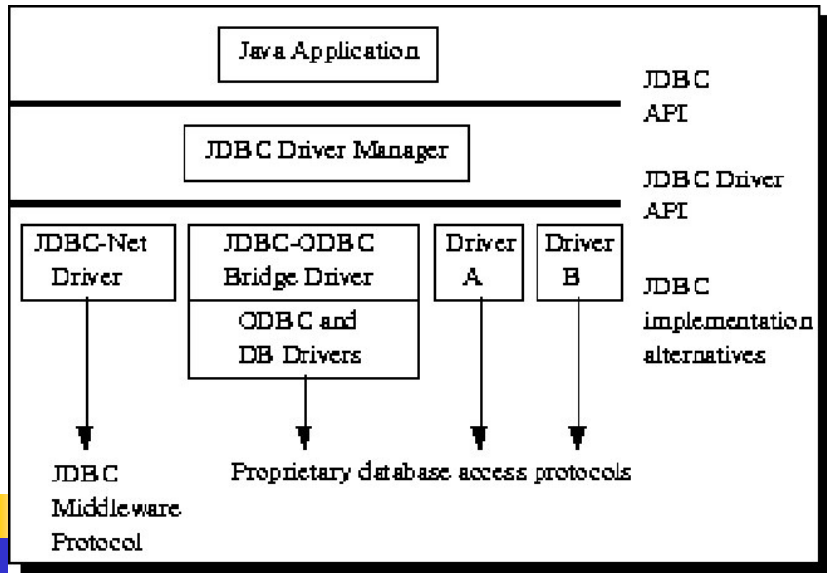 Java Application
JDBC
API
JDBC Driver Manager
JDBC Driver
API
JDBC-Net
Driver
JDBC-ODBC
Bridge Driver
ODBC and
DB Drivers
Driver
A
Driver
B
JDBC
implementation
alternatives
JDBC
Middleware
Protocol
Proprietary database access protocols